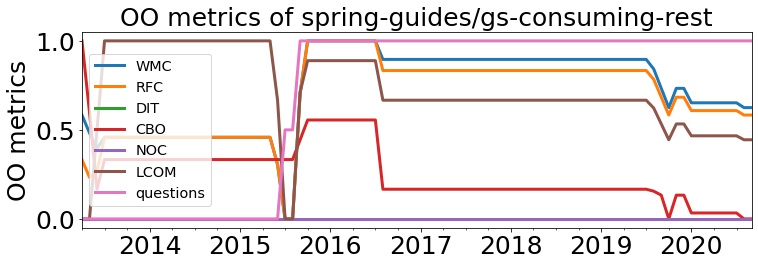 OO metrics of spring-guides/gs-consuming-rest
OO metrics
1.0
0.5
0.0
WMC
RFC
DIT
CBO
NOC
LCOM
questions
2014 2015 2016 2017 2018 2019 2020